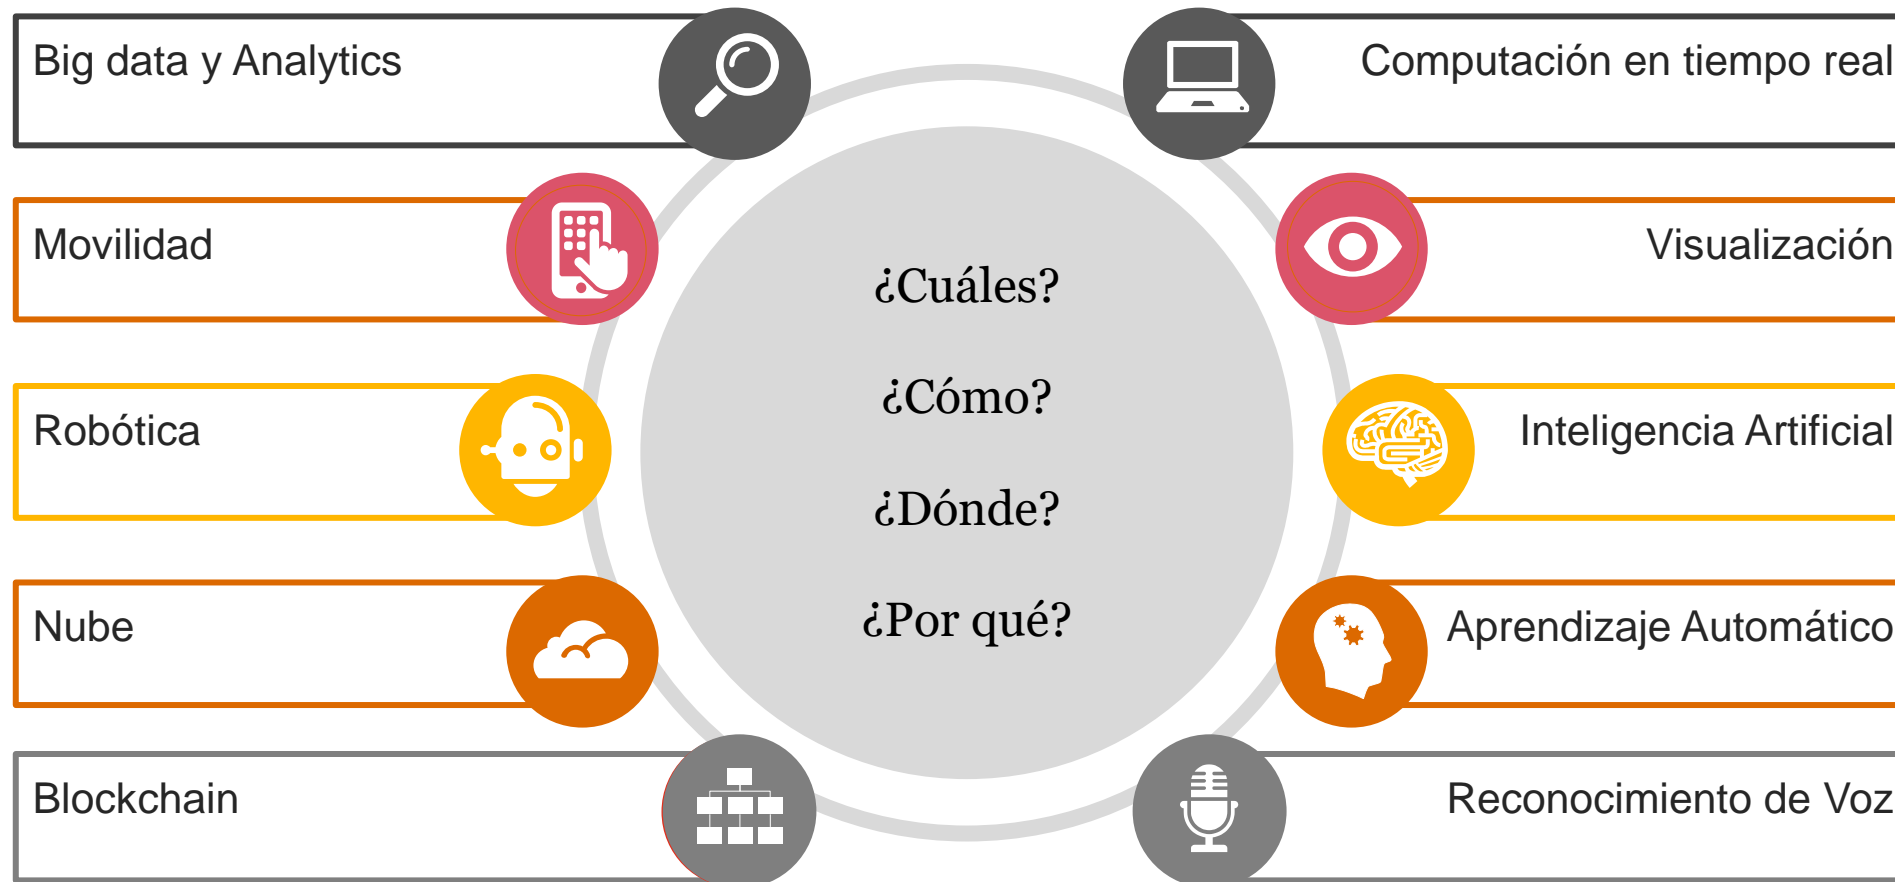 Big data y Analytics
Movilidad
Robótica
Nube
Blockchain
¿Cuáles?
¿Cómo?
¿Dónde?
¿Por qué?
Computación en tiempo real
Visualización
Inteligencia Artificial
Aprendizaje Automático
Reconocimiento de Voz